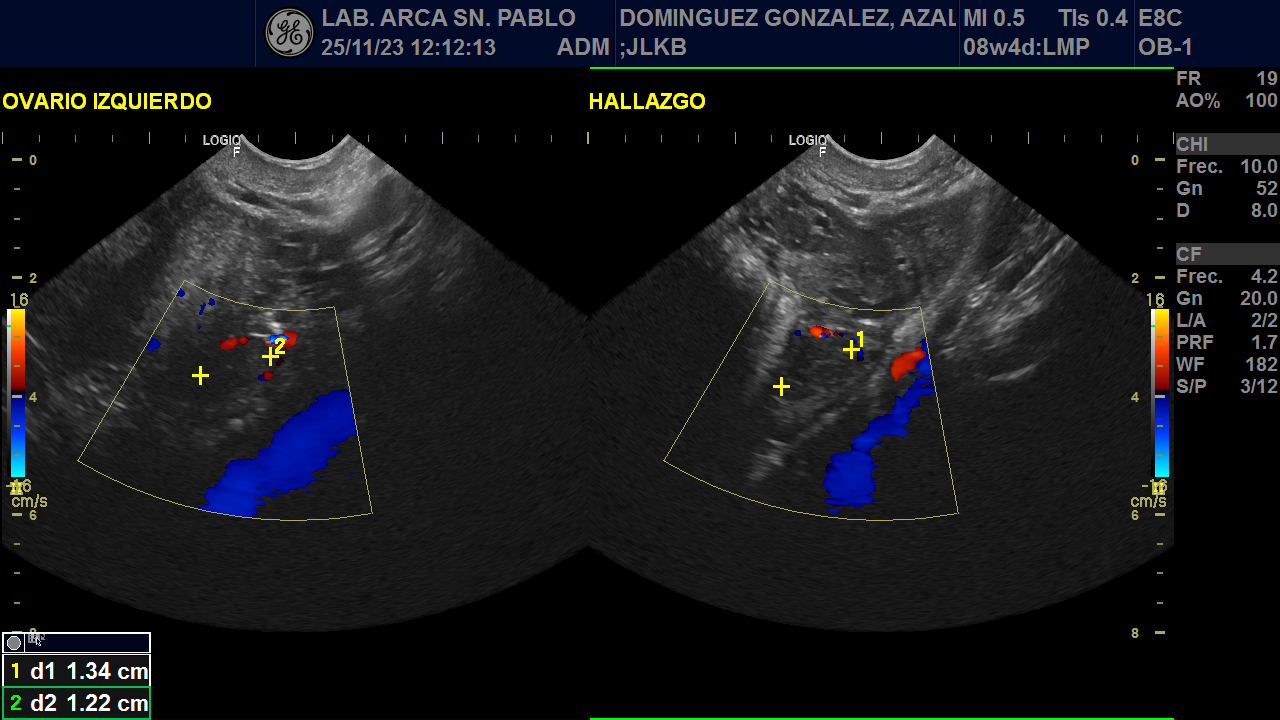 LAB. ARCA SN. PABLO
25/11/23 12:12:13 ADM
DOMINGUEZ GONZALEZ, AZAL
;JLKB
MI 0.5 TIs 0.4
08w4d:LMP
E8C
OB-1
OVARIO IZQUIERDO
HALLAZGO
LOGIQ
F
LOGIQ
F
FR 19
AO% 100
CHI
Frec. 10.0
Gn 52
D 8.0
CF
Frec. 4.2
Gn 20.0
L/A 2/2
PRF 1.7
WF 182
S/P 3/12
0
2
4
6
16
cm/s
2
0
2
4
6
8
16
-16
cm/s
1
1 d1 1.34 cm
2 d2 1.22 cm